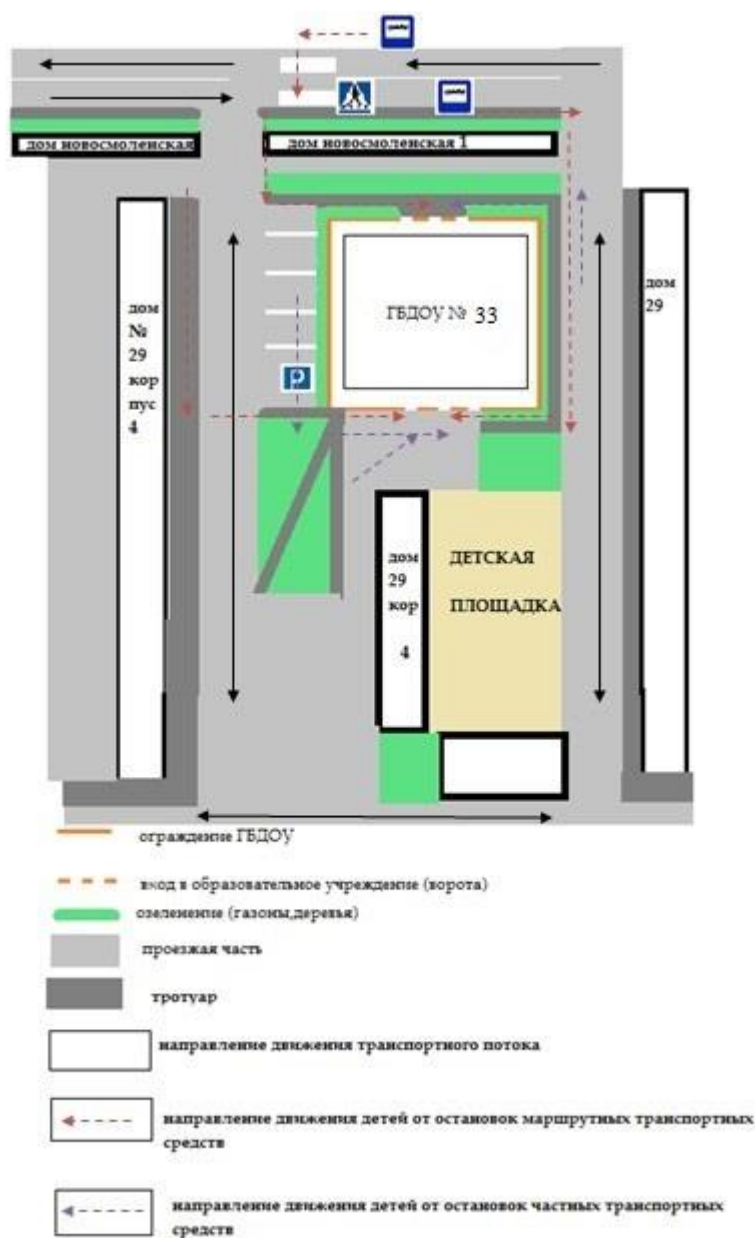 дом новосмоленская
дом новосмоленская 1
ГБДОУ № 33
дом
№
29
кор
пус
4
дом
29
P
дом
29
кор
4
ДЕТСКАЯ
ПЛОЩАДКА
ограждение ГБДОУ
вход в образовательное учреждение (ворота)
озеленение (газоны,деревья)
проезжая часть
тротуар
направление движения транспортного потока
направление движения детей от остановок маршрутных транспортных
средств
направление движения детей от остановок частных транспортных
средств